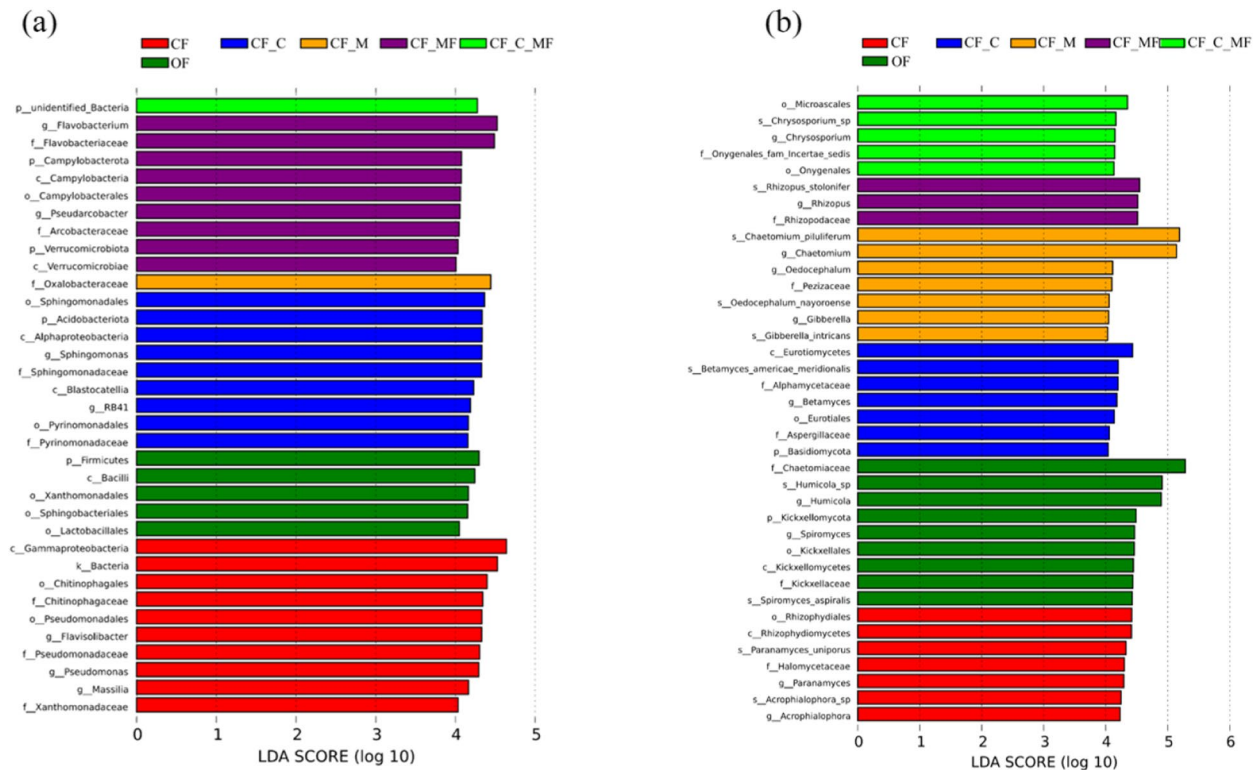 (a)
CF CF_C CF_M CF_MF CF_C_MF
OF
p__unidentified_Bacteria
g__Flavobacterium
f__Flavobacteriaceae
p__Campylobacterota
c__Campylobacteria
o__Campylobacterales
g__Pseudarcobacter
f__Arcobacteraceae
p__Verrucomicrobiota
c__Verrucomicrobiae
f__Oxalobacteraceae
o__Sphingomonadales
p__Acidobacteriota
c__Alphaproteobacteria
g__Sphingomonas
f__Sphingomonadaceae
c__Blastocatellia
g__RB41
o__Pyrinomonadales
f__Pyrinomonadaceae
p__Firmicutes
c__Bacilli
o__Xanthomonadales
o__Sphingobacteriales
o__Lactobacillales
c__Gammaproteobacteria
k__Bacteria
o__Chitinophagales
f__Chitinophagaceae
o__Pseudomonadales
g__Flavisolibacter
f__Pseudomonadaceae
g__Pseudomonas
g__Massilia
f__Xanthomonadaceae
0 1 2 3 4 5
LDA SCORE (log 10)
(b)
CF CF_C CF_M CF_MF CF_C_MF
OF
o__Microascales
s__Chrysosporium_sp
g__Chrysosporium
f__Onygenales_fam_Incertae_sedis
o__Onygenales
s__Rhizopus_stolonifer
g__Rhizopus
f__Rhizopodaceae
s__Chaetomium_piluliferum
g__Chaetomium
g__Oedocephalum
f__Pezizaceae
s__Oedocephalum_nayoroense
g__Gibberella
s__Gibberella_intricans
c__Eurotiomycetes
s__Betamyces_americae_meridionalis
f__Alphamycetaceae
g__Betamyces
o__Eurotiales
f__Aspergillaceae
p__Basidiomycota
f__Chaetomiaceae
s__Humicola_sp
g__Humicola
p__Kickxellomycota
g__Spiromyces
o__Kickxellales
c__Kickxellomycetes
f__Kickxellaceae
s__Spiromyces_aspiralis
o__Rhizophydiales
c__Rhizophydiomycetes
s__Paranamyces_uniporus
f__Halomycetaceae
g__Paranamyces
s__Acrophialophora_sp
g__Acrophialophora
0 1 2 3 4 5 6
LDA SCORE (log 10)